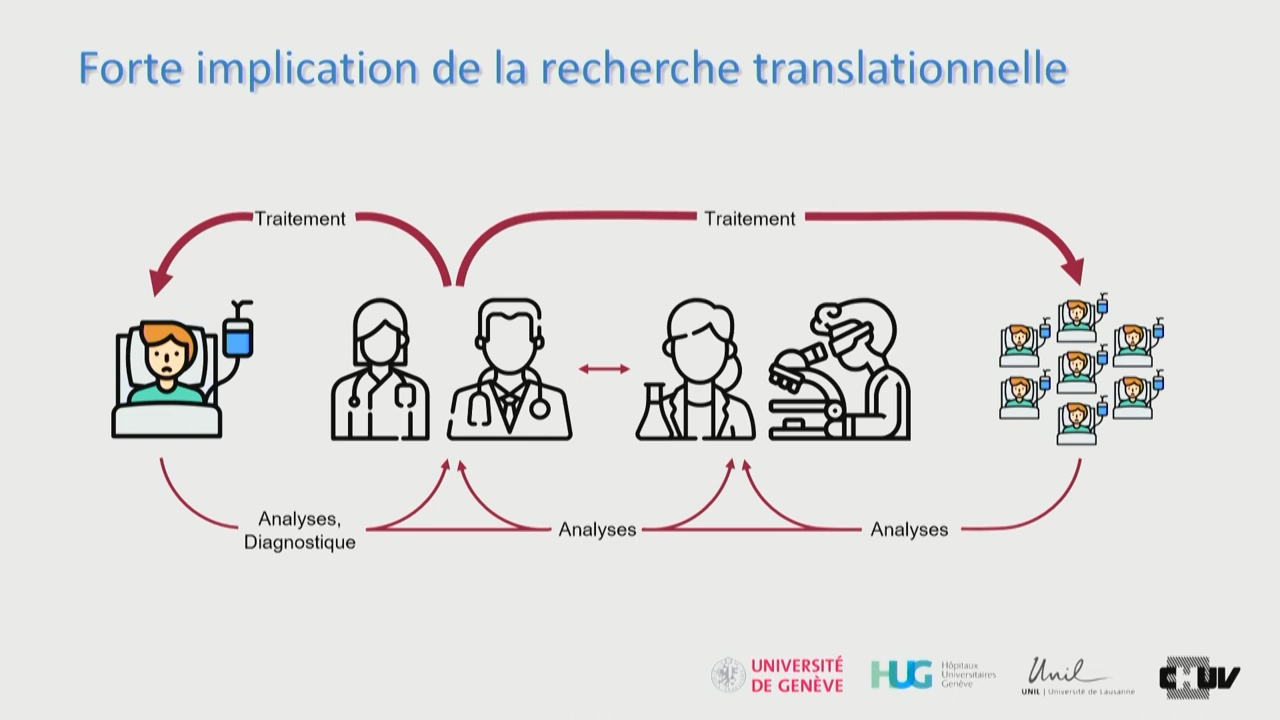 Forte implication de la recherche translationnelle
Traitement
Traitement
Analyses,
Diagnostique
Analyses
Analyses
UNIVERSITÉ
DE GENÈVE
HUG
Hôpitaux
Universitaires
Genève
Unil
UNIL | Université de Lausanne
CHUV